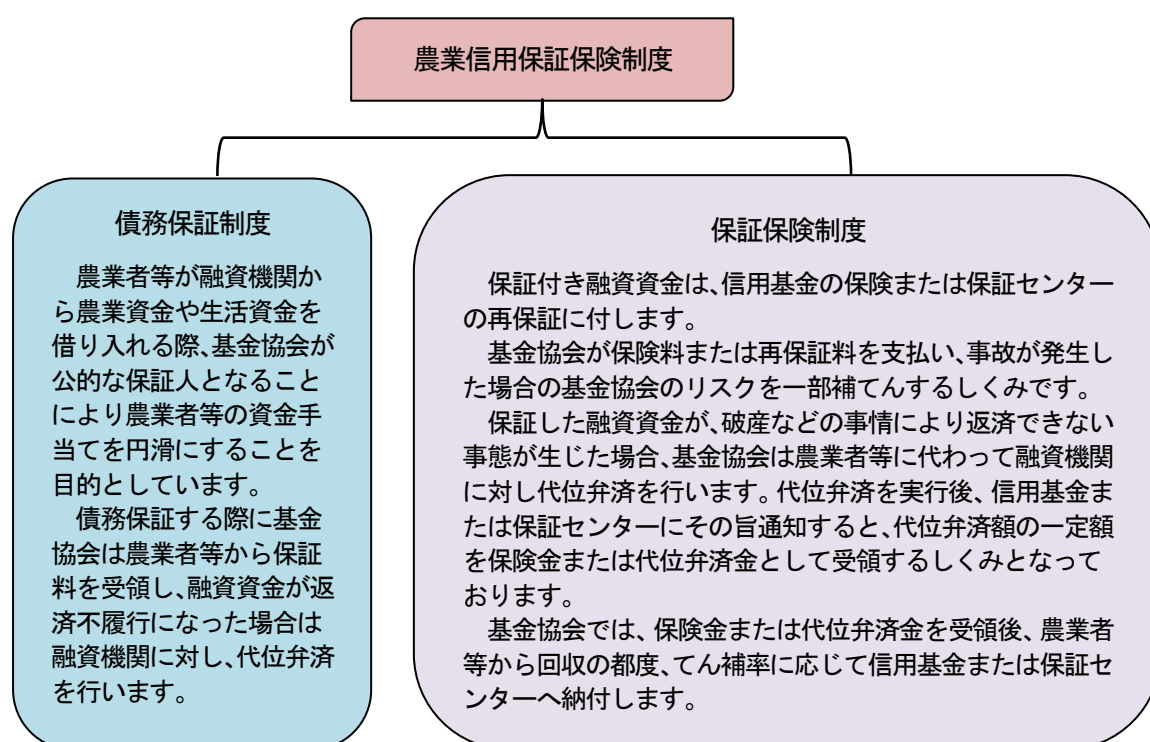 農業信用保証保険制度
債務保証制度
農業者等が融資機関か
ら農業資金や生活資金を
借り入れる際、基金協会が
公的な保証人となること
により農業者等の資金手
当てを円滑にすることを
目的としています。
債務保証する際に基金
協会は農業者等から保証
料を受領し、融資資金が返
済不履行になった場合は
融資機関に対し、代位弁済
を行います。
保証保険制度
保証付き融資資金は、信用基金の保険または保証センター
の再保証に付します。
基金協会が保険料または再保証料を支払い、事故が発生し
た場合の基金協会のリスクを一部補てんするしくみです。
保証した融資資金が、破産などの事情により返済できない
事態が生じた場合、基金協会は農業者等に代わって融資機関
に対し代位弁済を行います。代位弁済を実行後、信用基金ま
たは保証センターにその旨通知すると、代位弁済額の一定額
を保険金または代位弁済金として受領するしくみとなって
おります。
基金協会では、保険金または代位弁済金を受領後、農業者
等から回収の都度、てん補率に応じて信用基金または保証セ
ンターへ納付します。